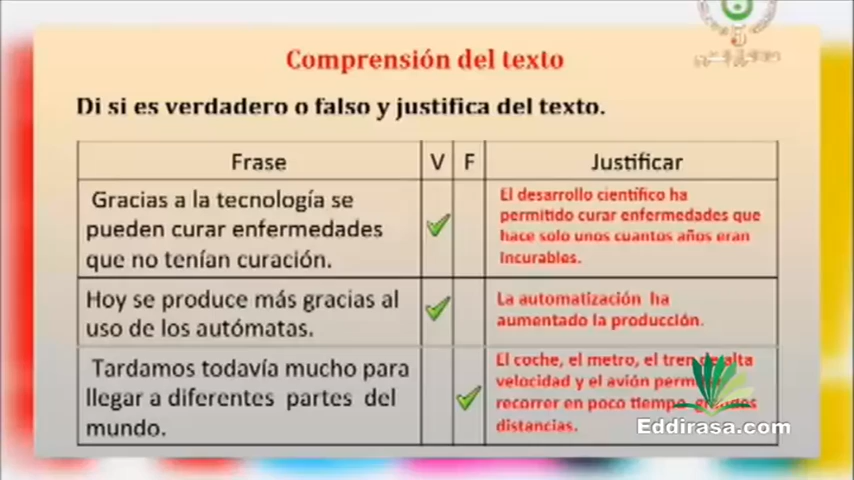 Comprensión del texto
Di si es verdadero o falso y justifica del texto.
Frase V F Justificar
Gracias a la tecnología se
pueden curar enfermedades
que no tenían curación.
El desarrollo científico ha
permitido curar enfermedades que
hace solo unos cuantos años eran
incurables.
Hoy se produce más gracias al
uso de los autómatas.
La automatización ha
aumentado la producción.
Tardamos todavía mucho para
llegar a diferentes partes del
mundo.
El coche, el metro, el tren de alta
velocidad y el avión
recorrer en poco tiempo, grandes
distancias.
Eddirasa.com